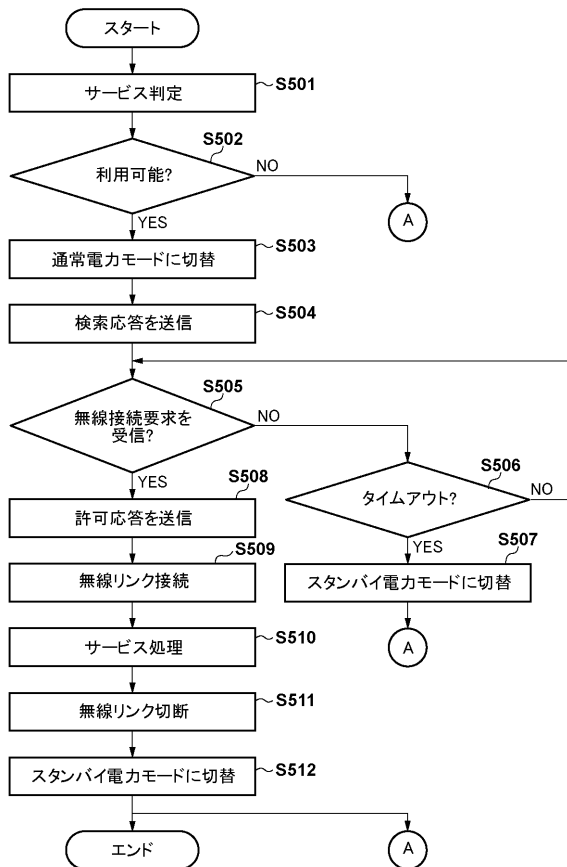 スタート
サービス判定
S501
利用可能?
S502
NO
A
YES
通常電力モードに切替
S503
検索応答を送信
S504
無線接続要求を
受信?
S505
NO
タイムアウト?
S506
NO
YES
スタンバイ電力モードに切替
S507
A
YES
許可応答を送信
S508
無線リンク接続
S509
サービス処理
S510
無線リンク切断
S511
スタンバイ電力モードに切替
S512
エンド
A